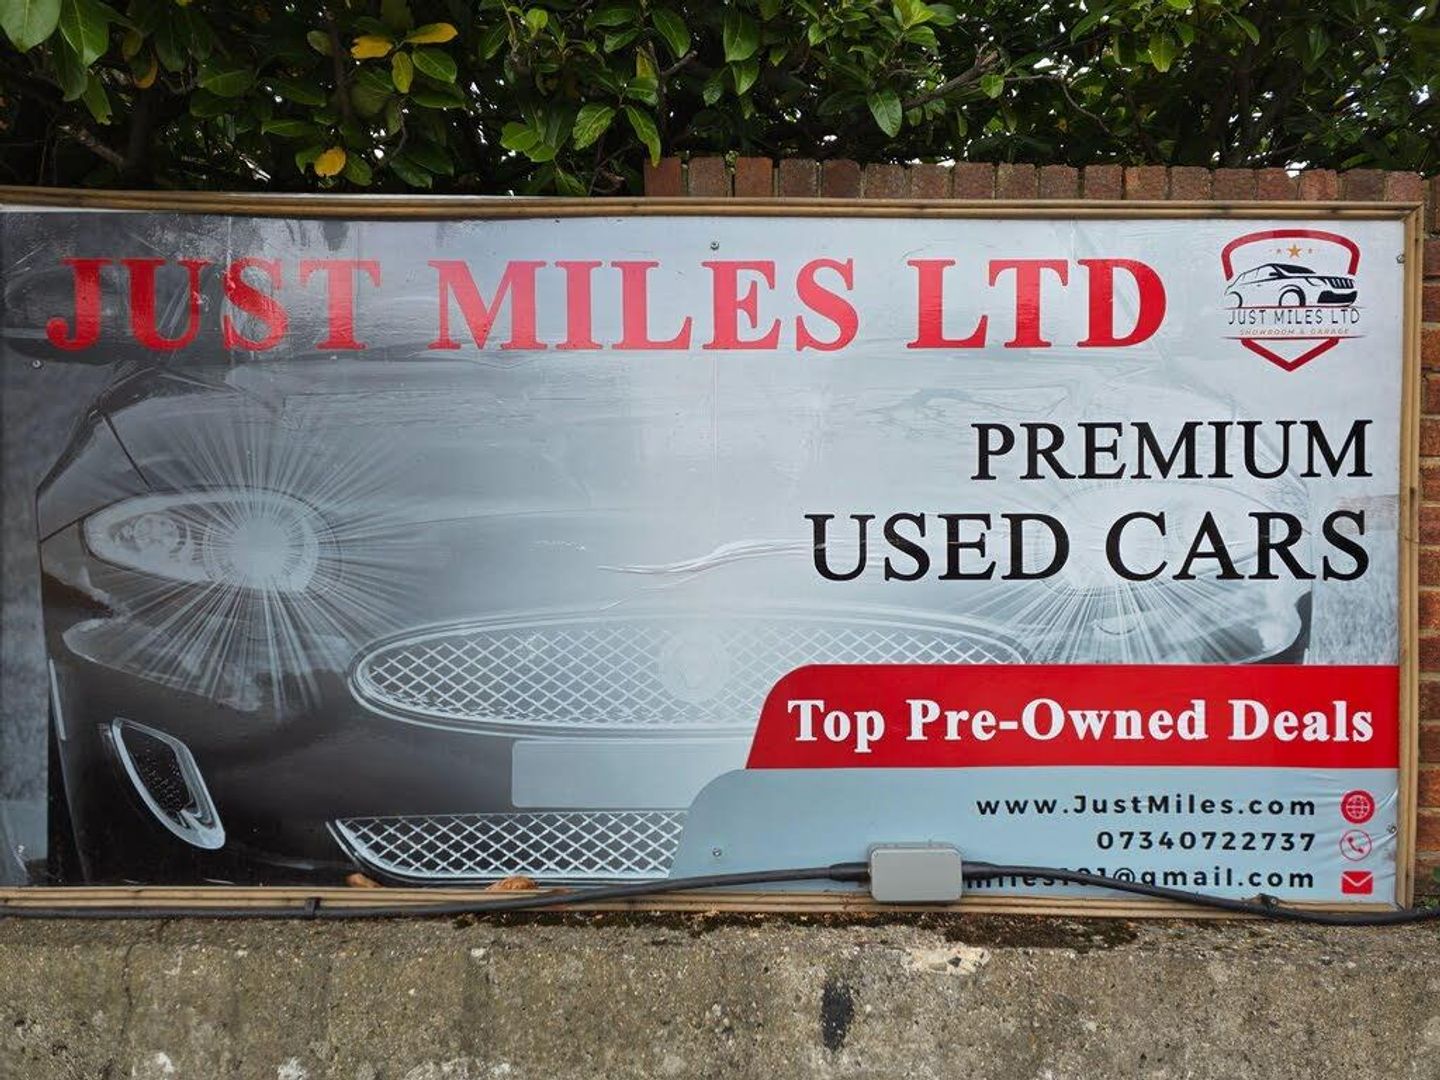 JUST MILES LTD
JUST MILES LTD
SHOWROOM & GARAGE
PREMIUM
USED CARS
Top Pre-Owned Deals
www.JustMiles.com
07340722737
@gmail.com